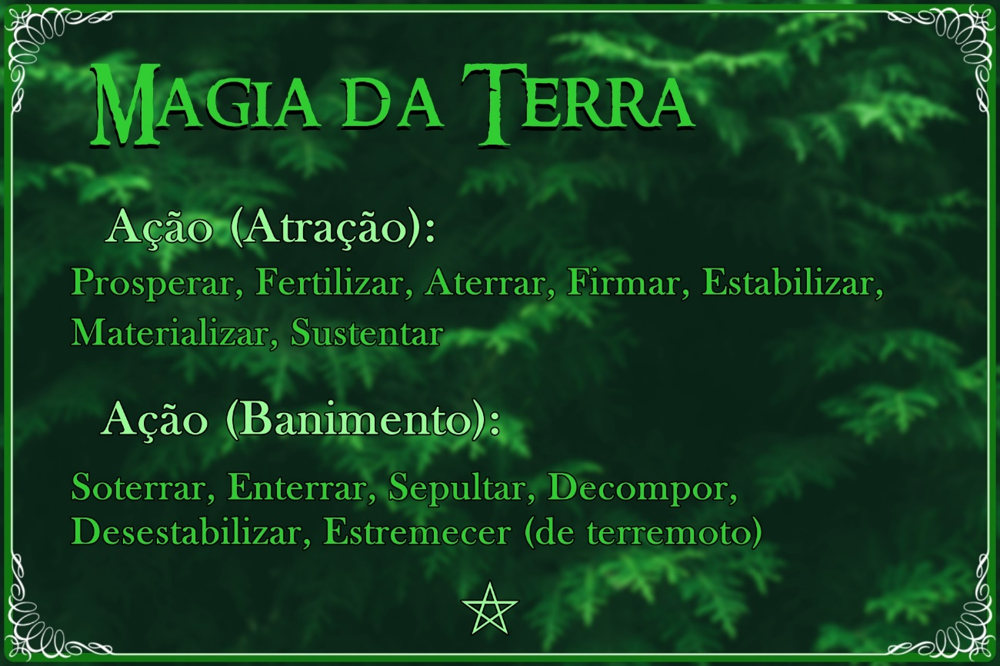 Magia da Terra
Ação (Atração):
Prosperar, Fertilizar, Aterrar, Firmar, Estabilizar,
Materializar, Sustentar
Ação (Banimento):
Soterrar, Enterrar, Sepultar, Decompor,
Desestabilizar, Estremecer (de terremoto)